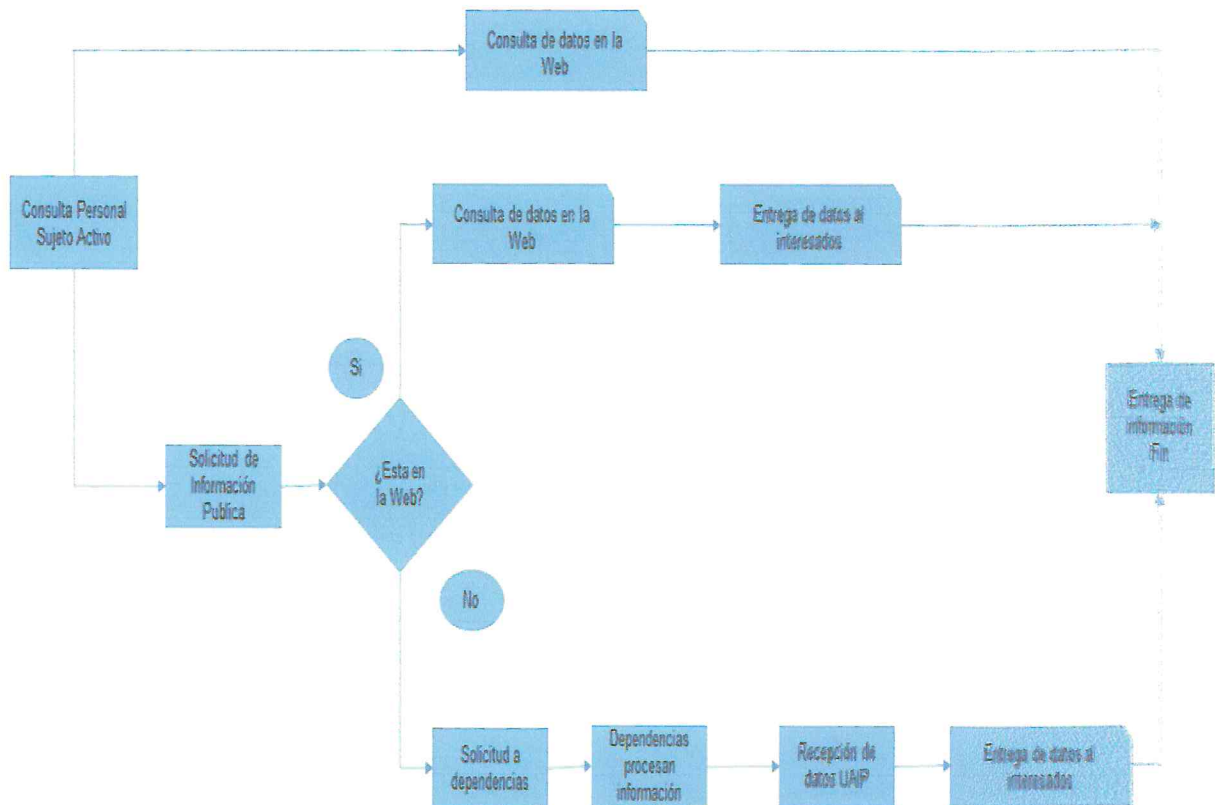 Consulta de datos en la
Web
Consulta Personal
Sujeto Activo
Consulta de datos en la
Web
Entrega de datos al
interesados
Si
Entrega de
información
Fin
Solicitud de
Información
Publica
¿Esta en
la Web?
No
Solicitud a
dependencias
Dependencias
procesan
información
Recepción de
datos UAIP
Entrega de datos al
interesados